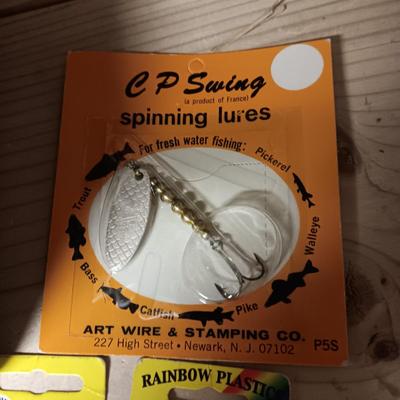 C P Swing
(a product of France)
spinning lures
For fresh water fishing:
Pickerel
Trout
Walleye
Bass
Catfish
Pike
ART WIRE & STAMPING CO.
227 High Street • Newark, N. J. 07102 P5S
RAINBOW PLASTIC